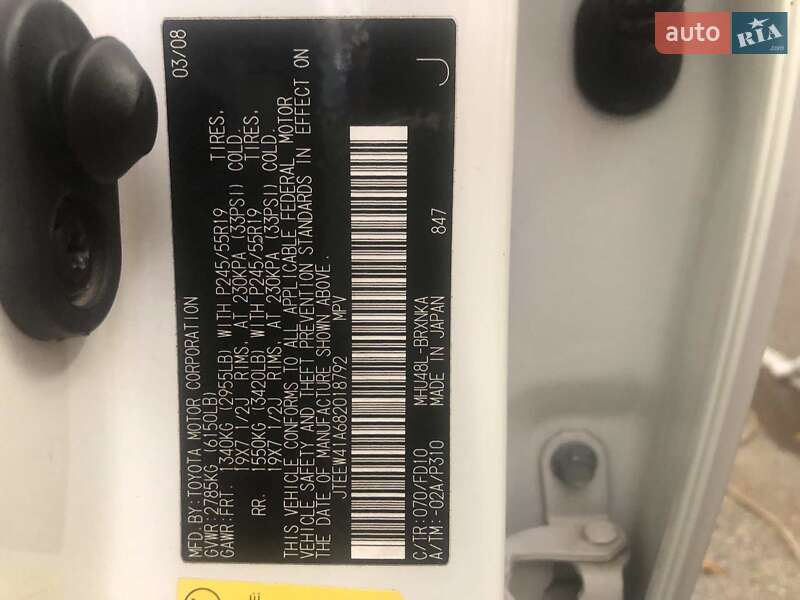 MFD. BY: TOYOTA MOTOR CORPORATION 03/08
GVWR: 2785KG (6150LB)
GAWR: FRT. 1340KG (2955LB) WITH P245/55R19 TIRES,
19X7 1/2J RIMS, AT 230KPA (33PSI) COLD.
RR. 1550KG (3420LB) WITH P245/55R19 TIRES,
19X7 1/2J RIMS, AT 230KPA (33PSI) COLD.
THIS VEHICLE CONFORMS TO ALL APPLICABLE FEDERAL MOTOR
VEHICLE SAFETY AND THEFT PREVENTION STANDARDS IN EFFECT ON
THE DATE OF MANUFACTURE SHOWN ABOVE.
JTEEW41A682018792 MPV
C/TR: 070/FD10 MHU48L-BRXNKA
A/TM: -02A/P310 MADE IN JAPAN 847
J
auto RIA.com